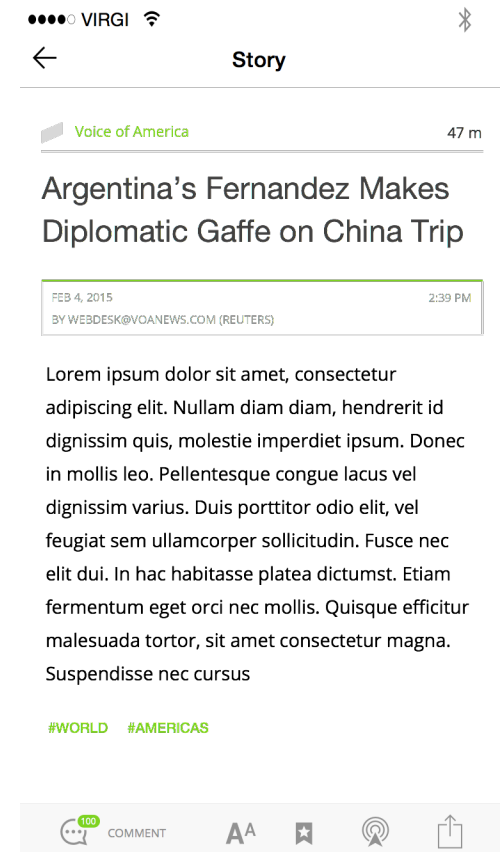 VIRGI
Story
Voice of America 47 m
Argentina’s Fernandez Makes
Diplomatic Gaffe on China Trip
FEB 4, 2015 2:39 PM
BY WEBDESK@VOANEWS.COM (REUTERS)
Lorem ipsum dolor sit amet, consectetur
adipiscing elit. Nullam diam diam, hendrerit id
dignissim quis, molestie imperdiet ipsum. Donec
in mollis leo. Pellentesque congue lacus vel
dignissim varius. Duis porttitor odio elit, vel
feugiat sem ullamcorper sollicitudin. Fusce nec
elit dui. In hac habitasse platea dictumst. Etiam
fermentum eget orci nec mollis. Quisque efficitur
malesuada tortor, sit amet consectetur magna.
Suspendisse nec cursus
#WORLD #AMERICAS
100 COMMENT AA